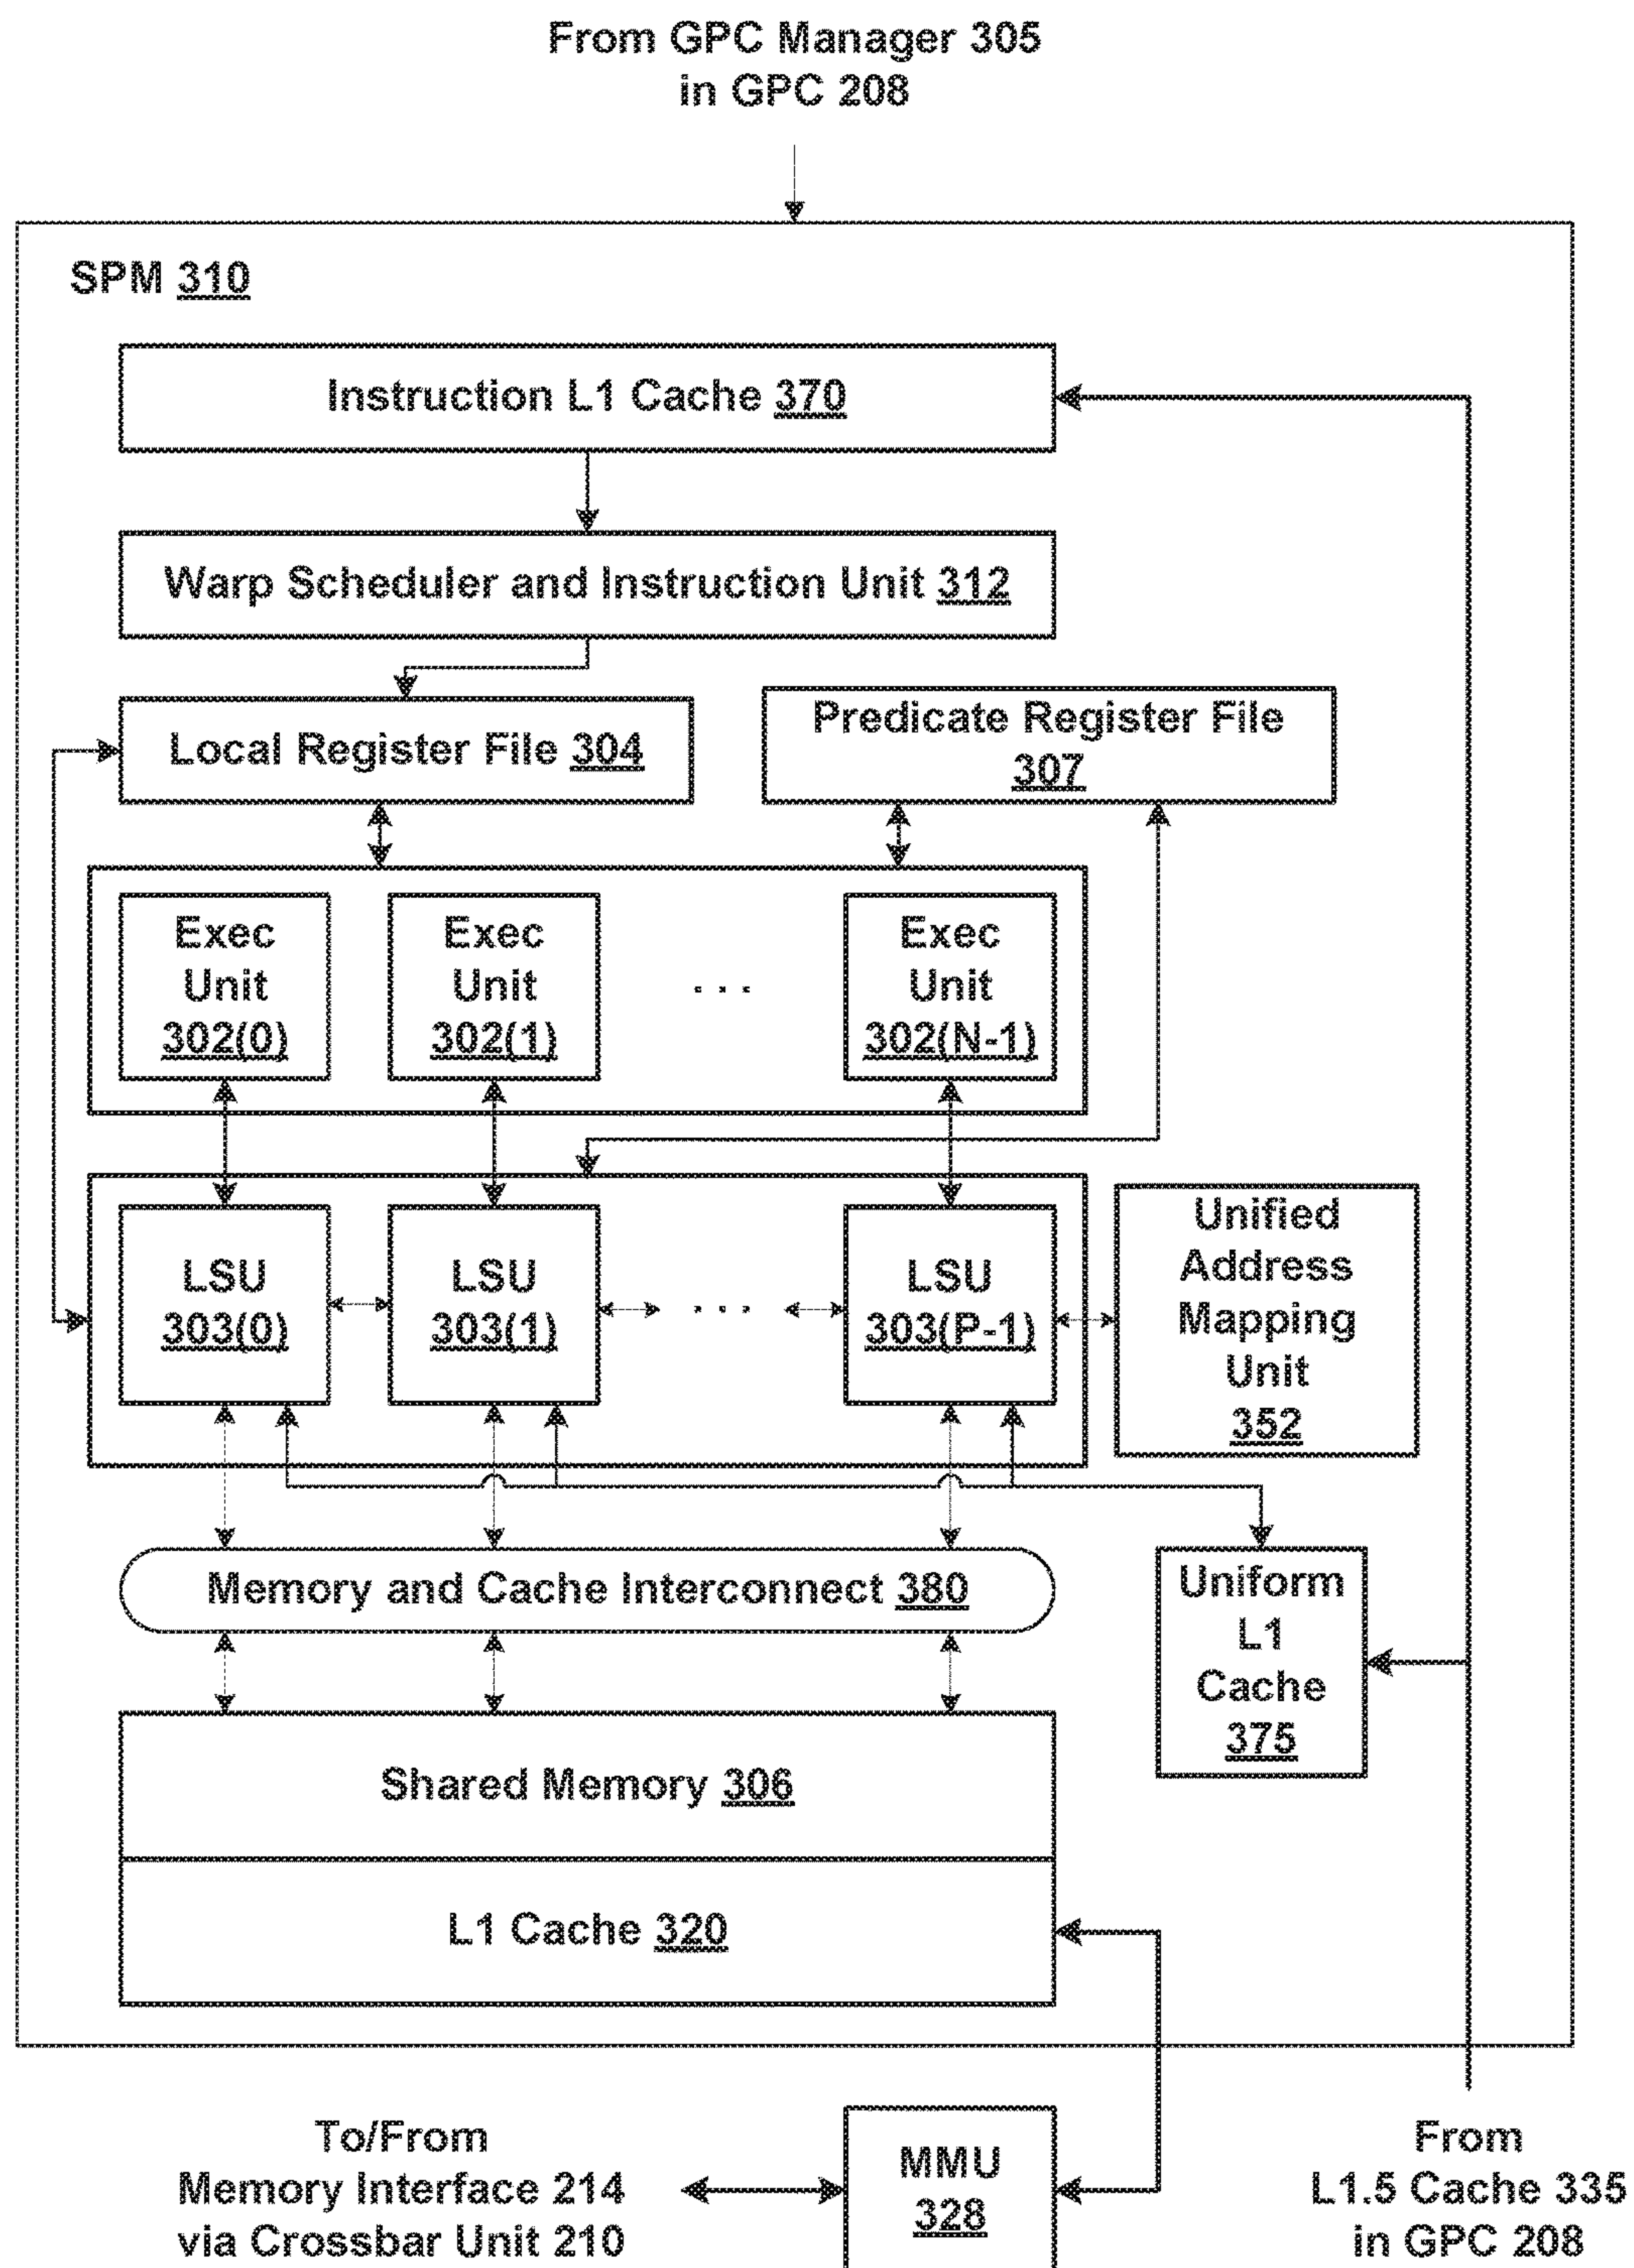 From GPC Manager 305
in GPC 208
SPM 310
Instruction L1 Cache 370
Warp Scheduler and Instruction Unit 312
Local Register File 304
Predicate Register File
307
Exec
Unit
302(0)
Exec
Unit
302(1)
. . .
Exec
Unit
302(N-1)
LSU
303(0)
LSU
303(1)
. . .
LSU
303(P-1)
Unified
Address
Mapping
Unit
352
Memory and Cache Interconnect 380
Uniform
L1
Cache
375
Shared Memory 306
L1 Cache 320
To/From
Memory Interface 214
via Crossbar Unit 210
MMU
328
From
L1.5 Cache 335
in GPC 208